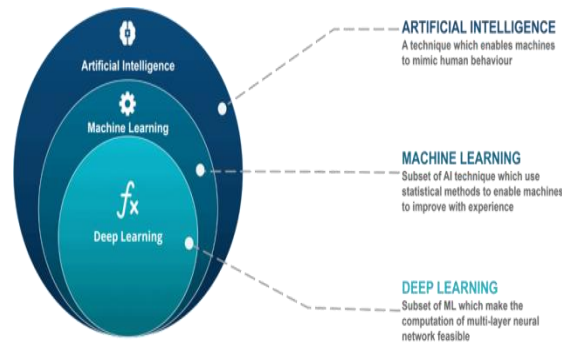 Artificial Intelligence
Machine Learning
fx
Deep Learning
ARTIFICIAL INTELLIGENCE
A technique which enables machines
to mimic human behaviour
MACHINE LEARNING
Subset of AI technique which use
statistical methods to enable machines
to improve with experience
DEEP LEARNING
Subset of ML which make the
computation of multi-layer neural
network feasible